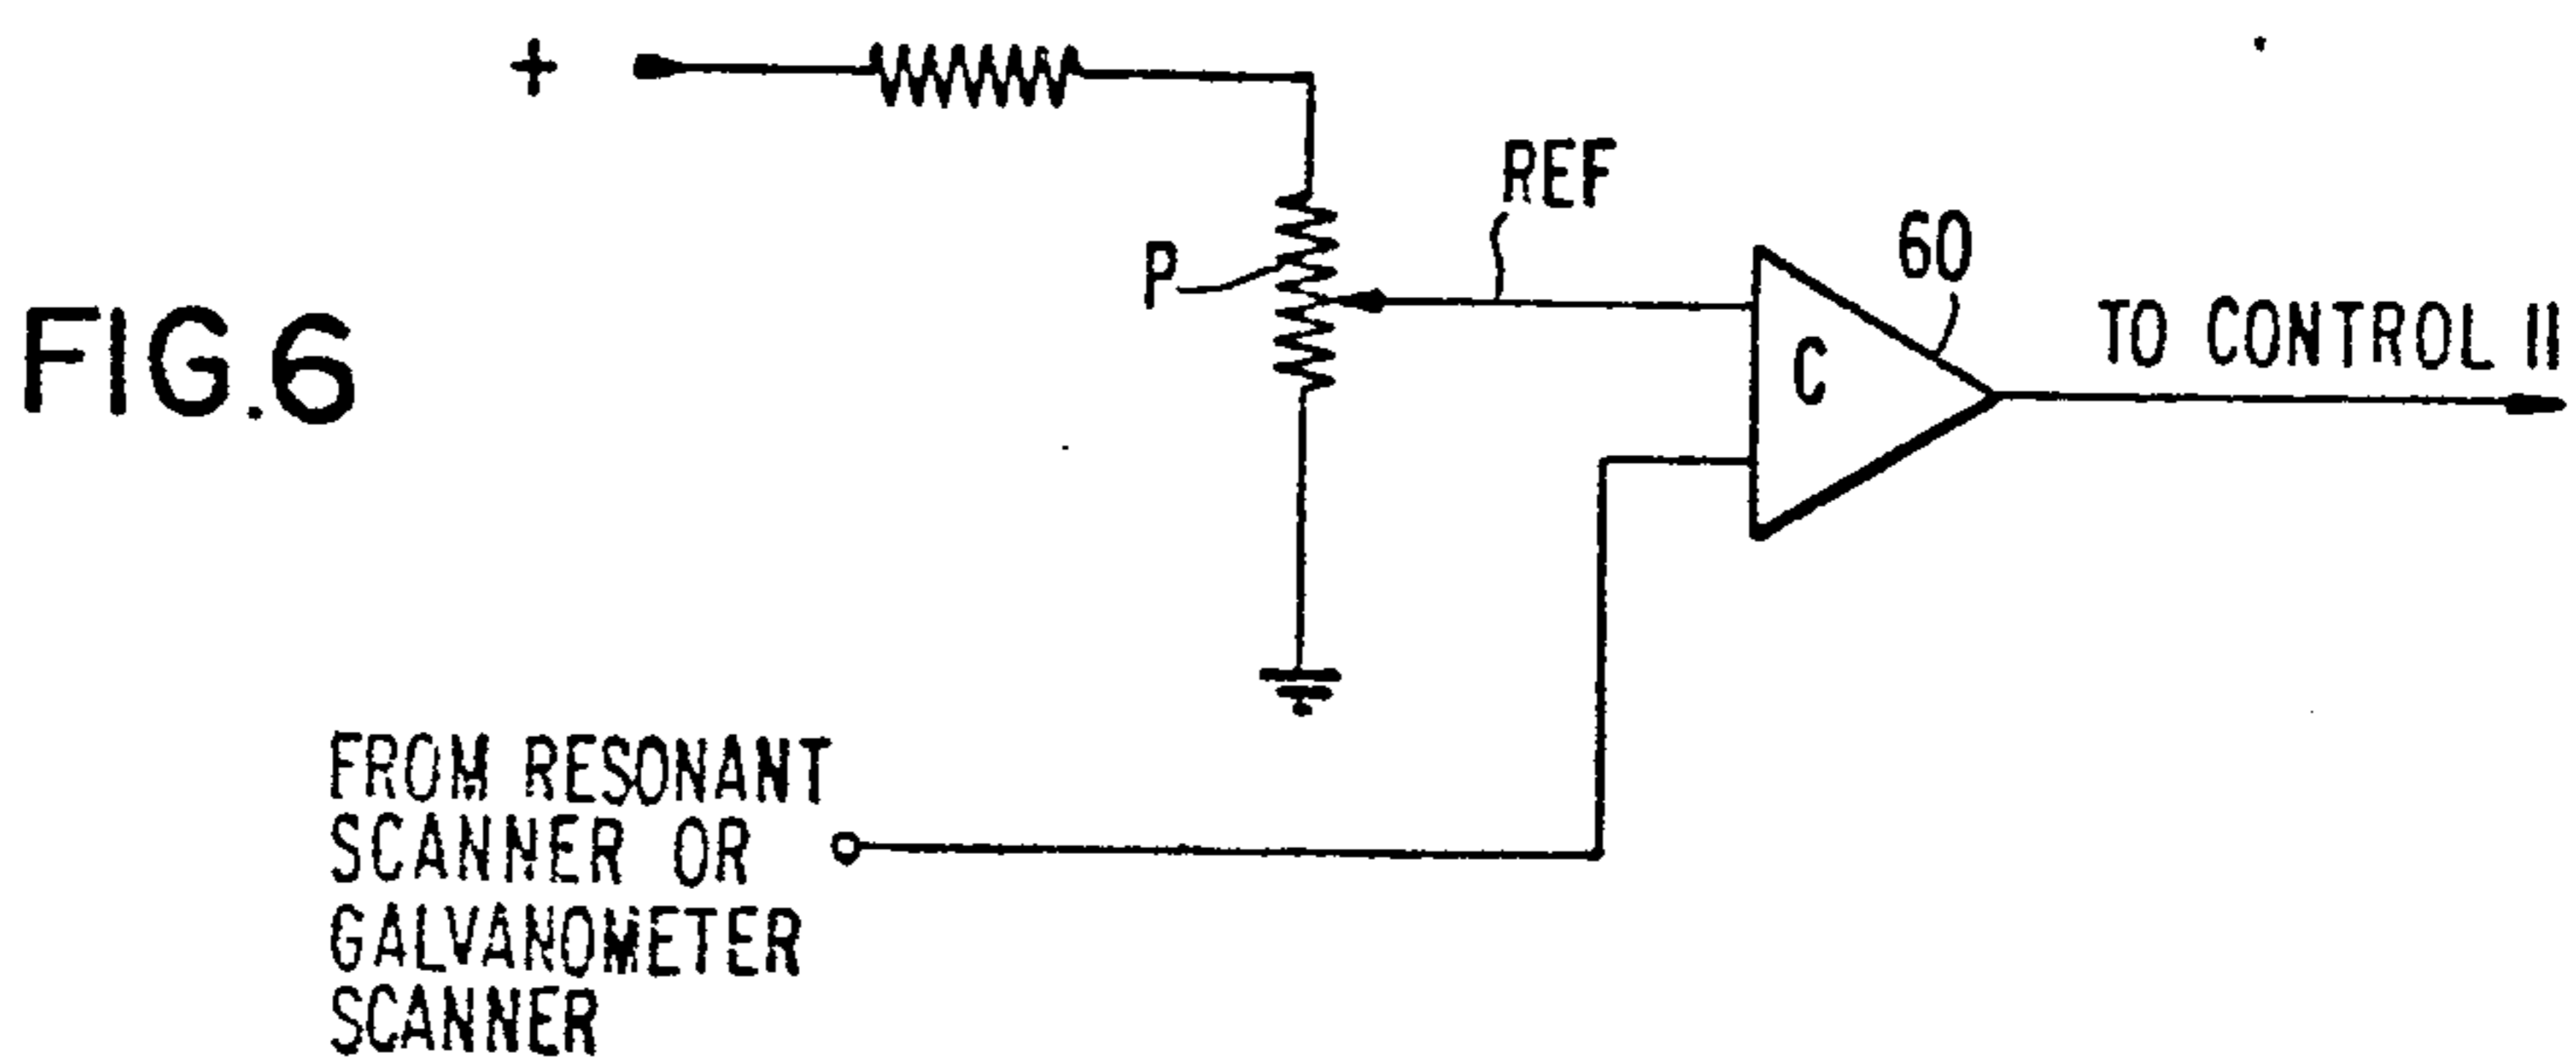 +
REF
60
P
FIG.6
C
TO CONTROL 11
FROM RESONANT
SCANNER OR
GALVANOMETER
SCANNER